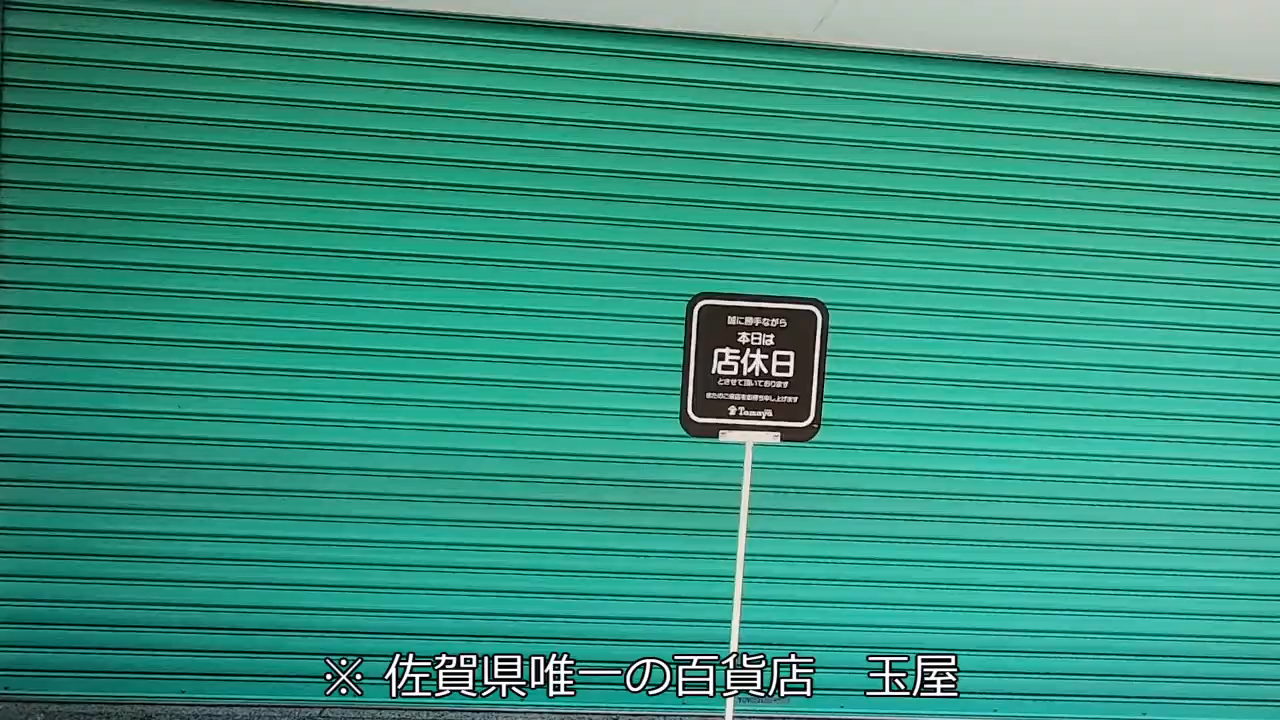 誠に勝手ながら
本日は
店休日
とさせて頂いております
またのご来店をお待ち申し上げます
Tamaya
※ 佐賀県唯一の百貨店　玉屋